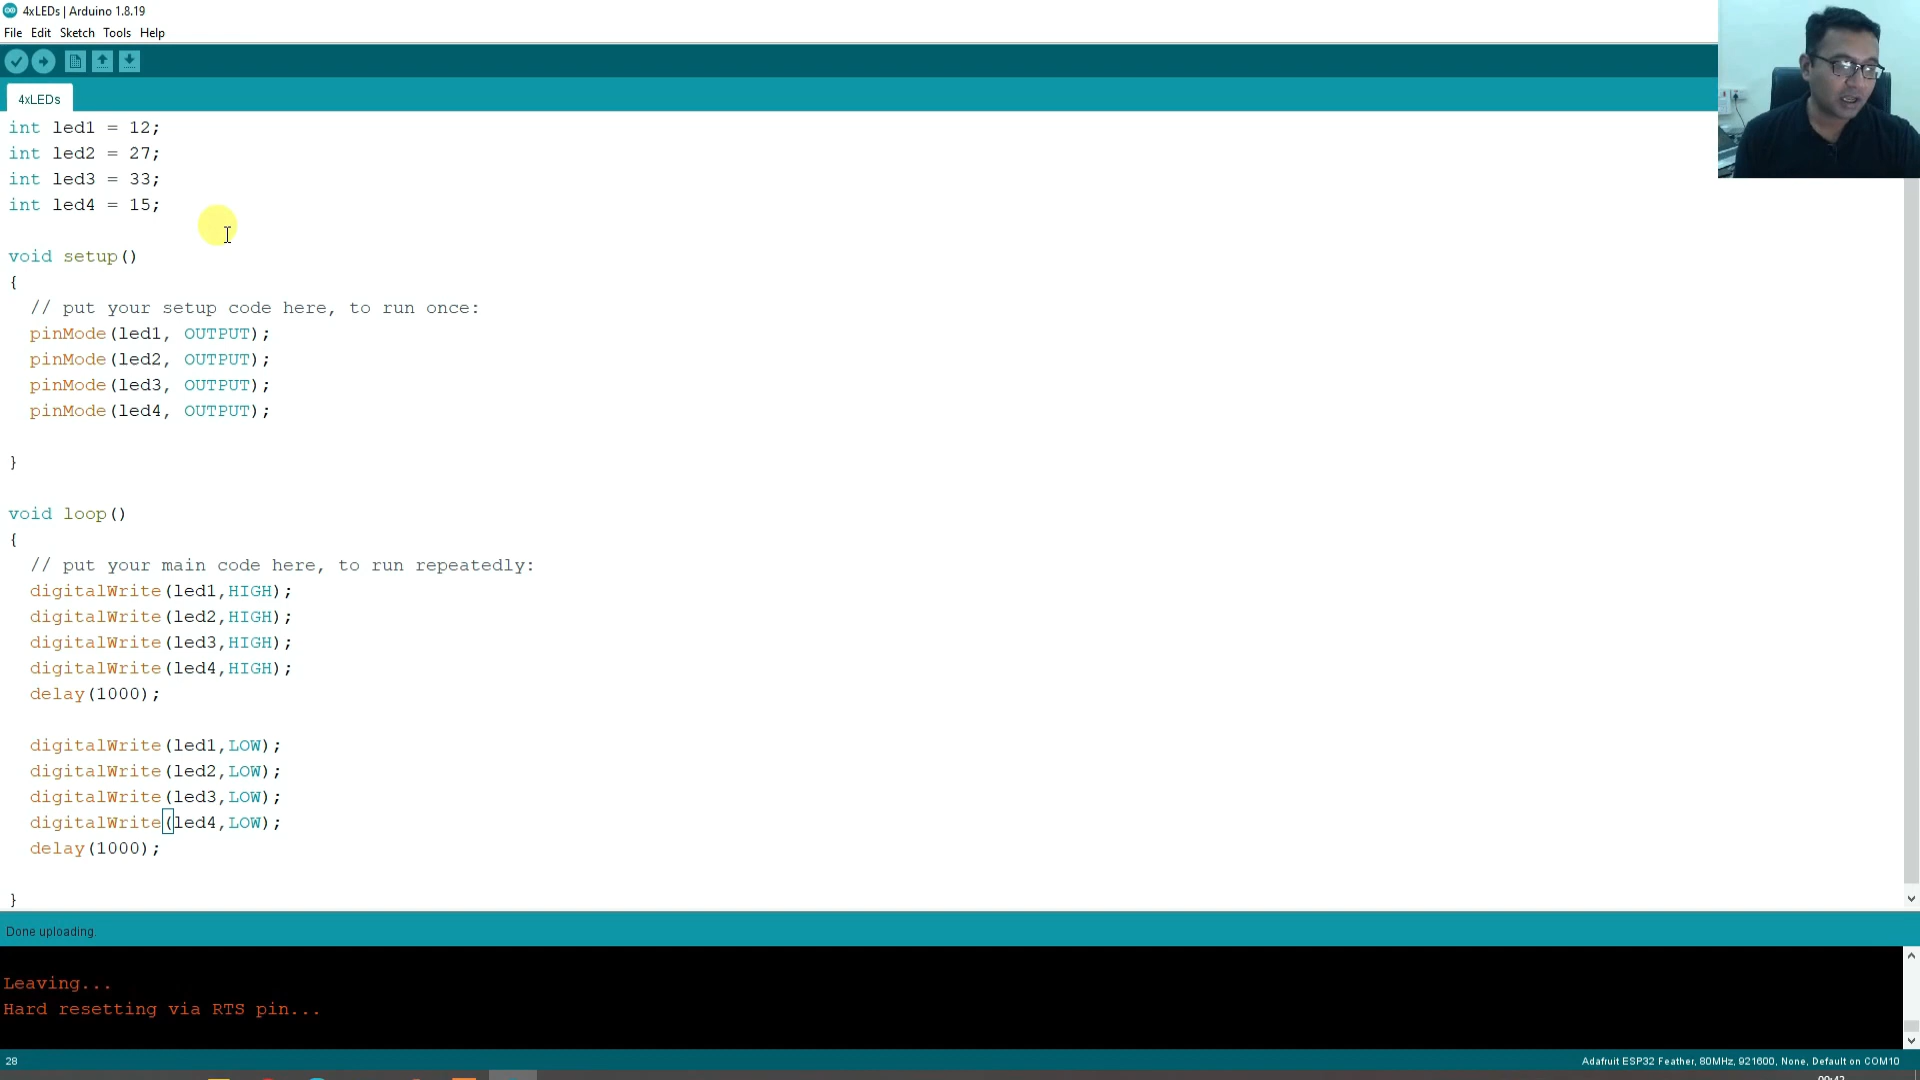 4xLEDs | Arduino 1.8.19
File Edit Sketch Tools Help
4xLEDs
int led1 = 12;
int led2 = 27;
int led3 = 33;
int led4 = 15;
void setup()
{
// put your setup code here, to run once:
pinMode(led1, OUTPUT);
pinMode(led2, OUTPUT);
pinMode(led3, OUTPUT);
pinMode(led4, OUTPUT);
}
void loop()
{
// put your main code here, to run repeatedly:
digitalWrite(led1,HIGH);
digitalWrite(led2,HIGH);
digitalWrite(led3,HIGH);
digitalWrite(led4,HIGH);
delay(1000);
digitalWrite(led1,LOW);
digitalWrite(led2,LOW);
digitalWrite(led3,LOW);
digitalWrite(led4,LOW);
delay(1000);
}
Done uploading.
Leaving...
Hard resetting via RTS pin...
28 Adafruit ESP32 Feather, 80MHz, 921600, None, Default on COM10